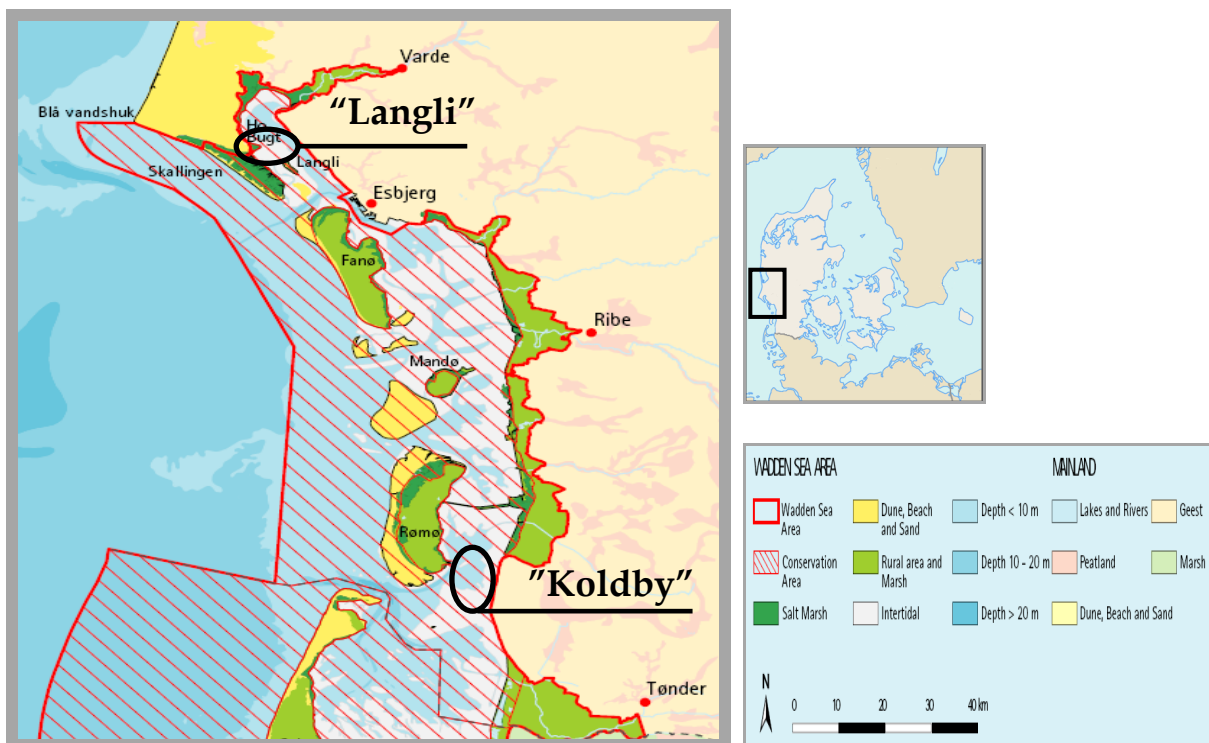 Varde
“Langli”
Blå vandshuk
Ho
Bugt
Langli
Skallingen
Esbjerg
Fanø
Ribe
Mandø
Rømø
”Koldby”
Tønder
WADDEN SEA AREA
MAINLAND
Wadden Sea
Area
Dune, Beach
and Sand
Depth < 10 m
Lakes and Rivers
Geest
Conservation
Area
Rural area and
Marsh
Depth 10 – 20 m
Peatland
Marsh
Salt Marsh
Intertidal
Depth > 20 m
Dune, Beach and Sand
N
0 10 20 30 40 km